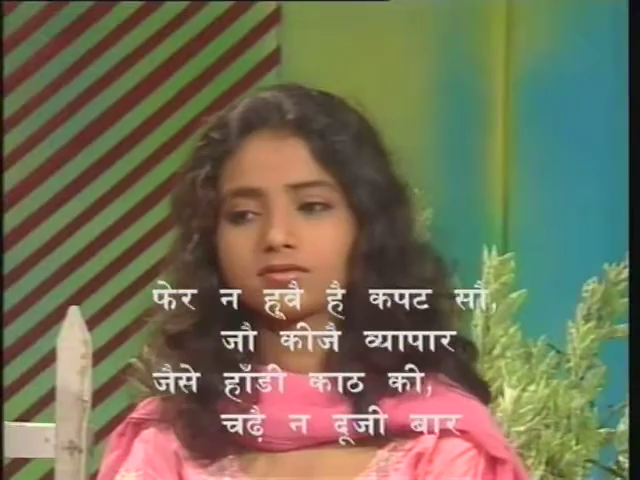 फेर न ह्वै है कपट सौ,
जौ कीजै व्यापार
जैसे हाँडी काठ की,
चढ़ै न दूजी बार